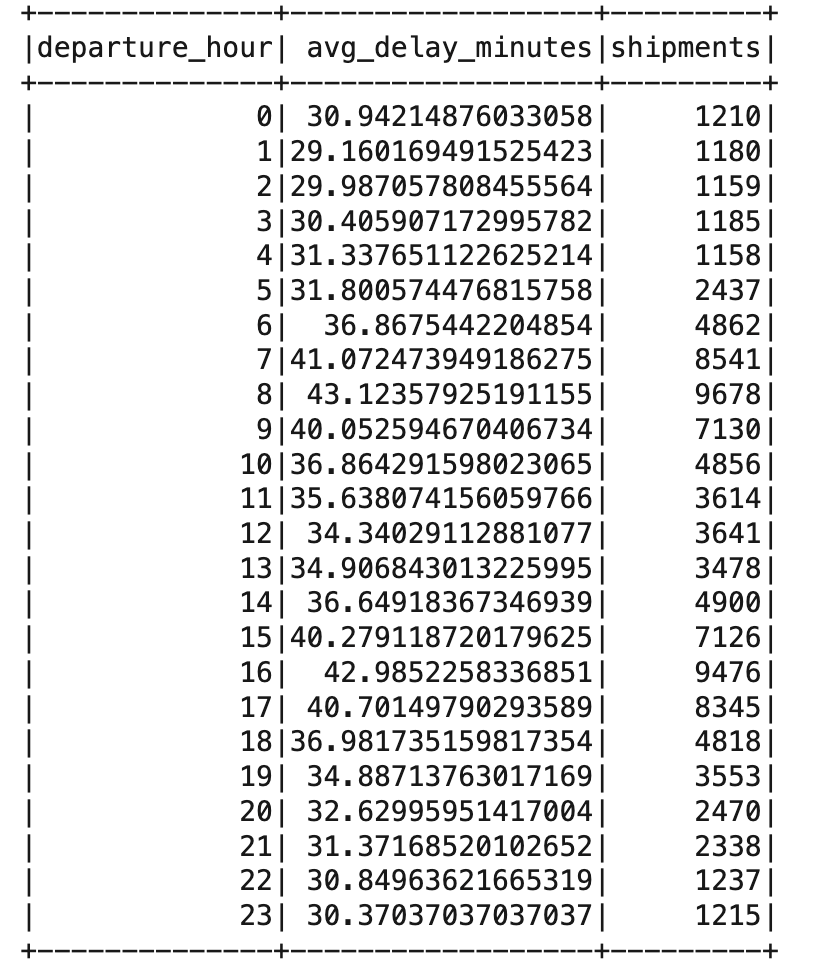 +---------------+------------------+---------+
|departure_hour| avg_delay_minutes|shipments|
+---------------+------------------+---------+
|             0| 30.94214876033058|     1210|
|             1|29.160169491525423|     1180|
|             2|29.987057808455564|     1159|
|             3|30.405907172995782|     1185|
|             4|31.337651122625214|     1158|
|             5|31.800574476815758|     2437|
|             6|  36.8675442204854|     4862|
|             7|41.072473949186275|     8541|
|             8| 43.12357925191155|     9678|
|             9|40.052594670406734|     7130|
|            10|36.864291598023065|     4856|
|            11|35.638074156059766|     3614|
|            12| 34.34029112881077|     3641|
|            13|34.906843013225995|     3478|
|            14| 36.64918367346939|     4900|
|            15|40.279118720179625|     7126|
|            16|  42.9852258336851|     9476|
|            17| 40.70149790293589|     8345|
|            18|36.981735159817354|     4818|
|            19| 34.88713763017169|     3553|
|            20| 32.62995951417004|     2470|
|            21| 31.37168520102652|     2338|
|            22| 30.84963621665319|     1237|
|            23| 30.37037037037037|     1215|
+---------------+------------------+---------+